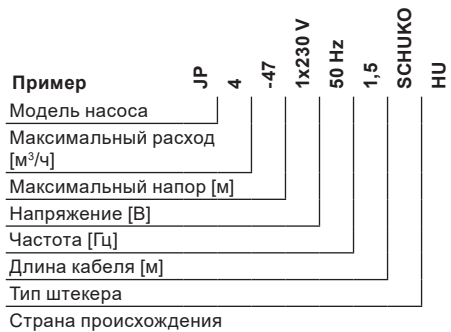 Пример JP 4 -47 1x230 V 50 Hz 1,5 SCHUKO HU
Модель насоса
Максимальный расход
[м³/ч]
Максимальный напор [м]
Напряжение [В]
Частота [Гц]
Длина кабеля [м]
Тип штекера
Страна происхождения